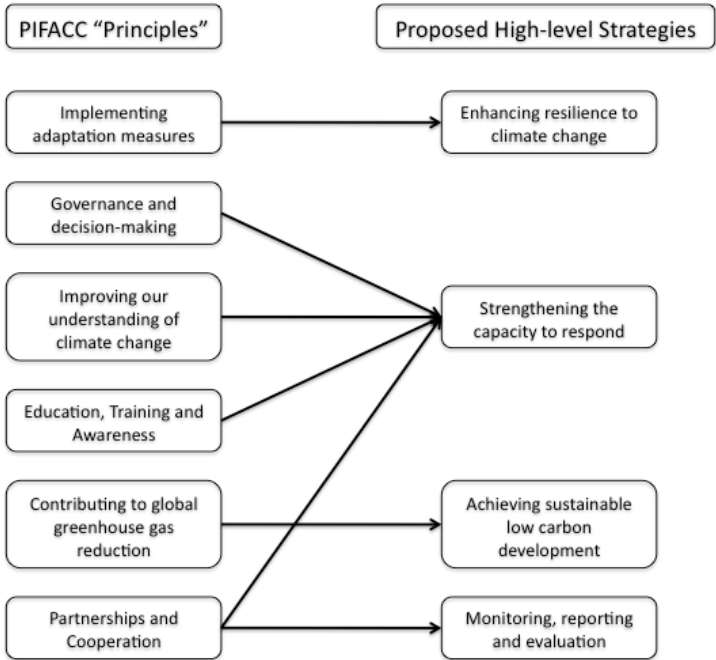 PIFACC “Principles”
Proposed High-level Strategies
Implementing
adaptation measures
Enhancing resilience to
climate change
Governance and
decision-making
Improving our
understanding of
climate change
Strengthening the
capacity to respond
Education, Training and
Awareness
Contributing to global
greenhouse gas
reduction
Achieving sustainable
low carbon
development
Partnerships and
Cooperation
Monitoring, reporting
and evaluation